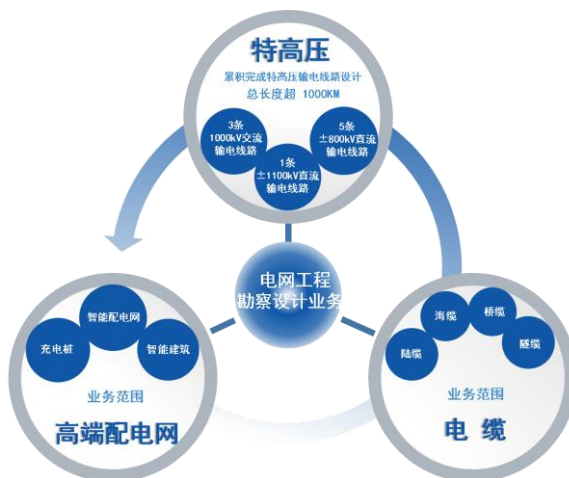 特高压
累积完成特高压输电线路设计
总长度超 1000KM
3条
1000kV交流
输电线路
5条
±800kV直流
输电线路
1条
±1100kV直流
输电线路
电网工程
勘察设计业务
智能配电网
充电桩
智能建筑
业务范围
高端配电网
海缆
桥缆
陆缆
隧缆
业务范围
电 缆